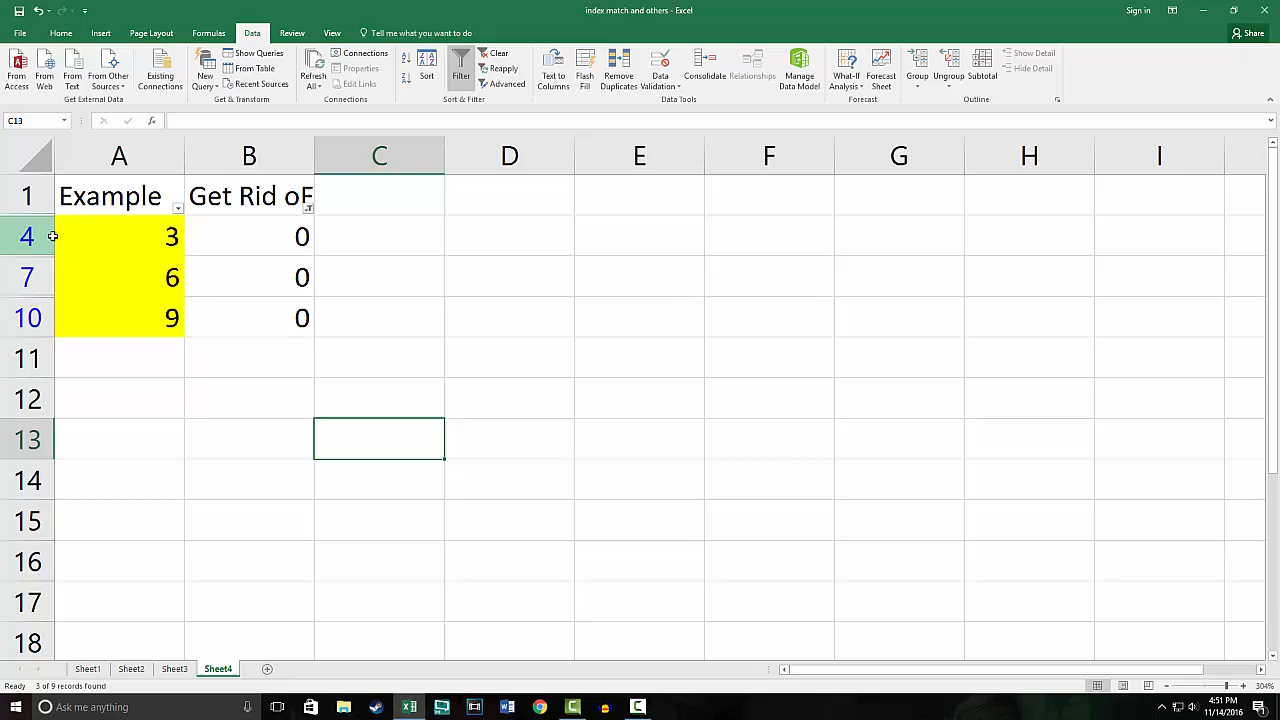 index match and others - Excel
Sign in
File Home Insert Page Layout Formulas Data Review View Tell me what you want to do
Share
From Access
From Web
From Text
From Other Sources
Existing Connections
Get External Data
New Query
Show Queries
From Table
Recent Sources
Get & Transform
Refresh All
Connections
Properties
Edit Links
Connections
Sort
Filter
Clear
Reapply
Advanced
Sort & Filter
Text to Columns
Flash Fill
Remove Duplicates
Data Validation
Consolidate
Relationships
Manage Data Model
Data Tools
What-If Analysis
Forecast Sheet
Forecast
Group
Ungroup
Subtotal
Show Detail
Hide Detail
Outline
C13
fx
A B C D E F G H I
1 Example Get Rid oF
4 3 0
7 6 0
10 9 0
11
12
13
14
15
16
17
18
Sheet1 Sheet2 Sheet3 Sheet4
Ready 3 of 9 records found
304%
Ask me anything
4:51 PM
11/14/2016